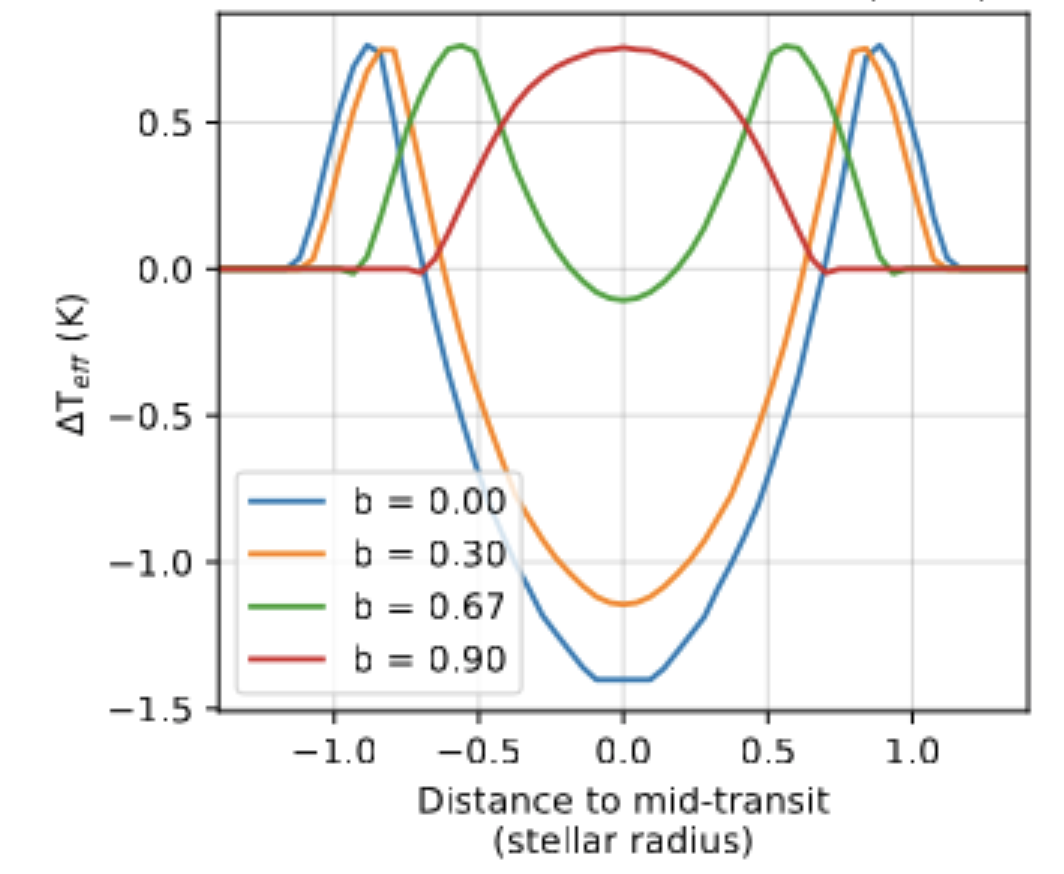 0.5
0.0
−0.5
−1.0
−1.5
ΔT_eff (K)
b = 0.00
b = 0.30
b = 0.67
b = 0.90
−1.0 −0.5 0.0 0.5 1.0
Distance to mid-transit
(stellar radius)